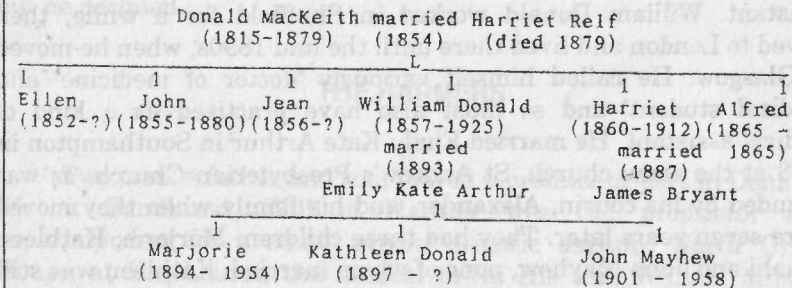 Donald MacKeith married Harriet Relf
(1815-1879) (1854) (died 1879)
Ellen John Jean William Donald Harriet Alfred
(1852-?)(1855-1880)(1856-?) (1857-1925) (1860-1912)(1865
married married -1865)
(1893) (1887)
Emily Kate Arthur James Bryant
Marjorie Kathleen Donald John Mayhew
(1894-1954) (1897 - ?) (1901 - 1958)